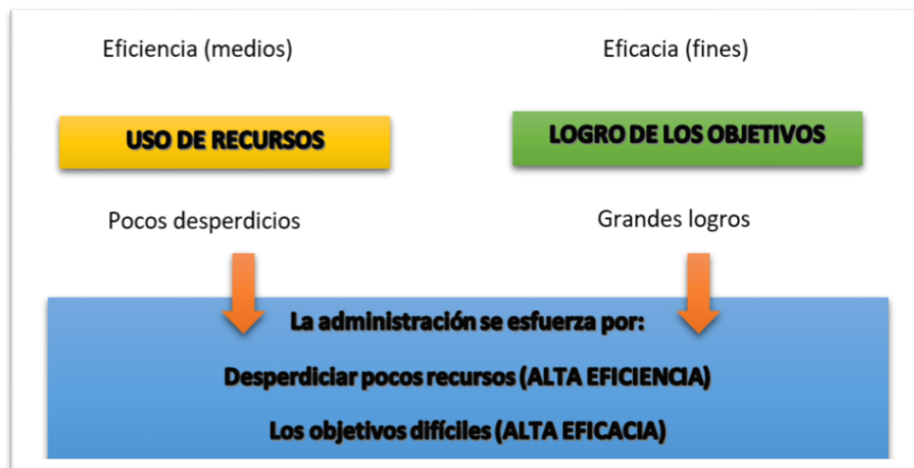 Eficiencia (medios)
Eficacia (fines)
USO DE RECURSOS
LOGRO DE LOS OBJETIVOS
Pocos desperdicios
Grandes logros
La administración se esfuerza por:
Desperdiciar pocos recursos (ALTA EFICIENCIA)
Los objetivos difíciles (ALTA EFICACIA)